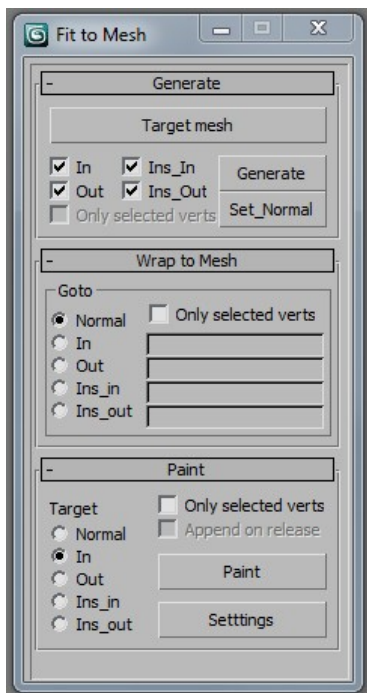 Fit to Mesh
Generate
Target mesh
In Ins_In Generate
Out Ins_Out Set_Normal
Only selected verts
Wrap to Mesh
Goto
Normal Only selected verts
In
Out
Ins_in
Ins_out
Paint
Target Only selected verts
Normal Append on release
In
Out Paint
Ins_in
Ins_out Setttings